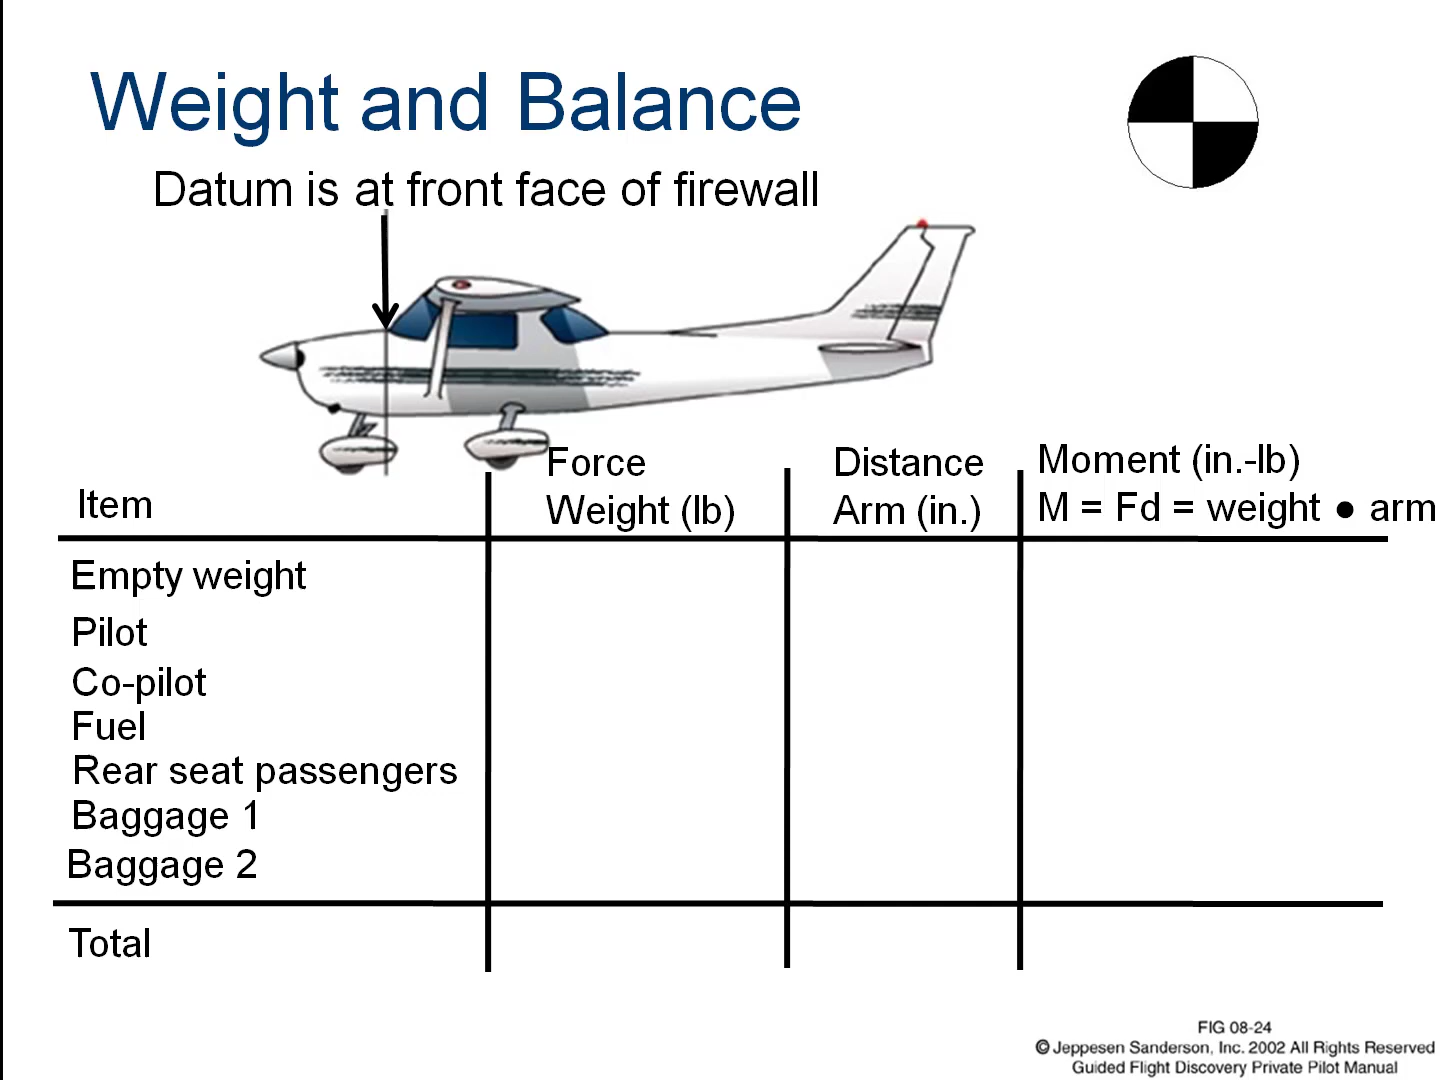 Weight and Balance
Datum is at front face of firewall
Item
Force
Weight (lb)
Distance
Arm (in.)
Moment (in.-lb)
M = Fd = weight ● arm
Empty weight
Pilot
Co-pilot
Fuel
Rear seat passengers
Baggage 1
Baggage 2
Total
FIG 08-24
© Jeppesen Sanderson, Inc. 2002 All Rights Reserved
Guided Flight Discovery Private Pilot Manual